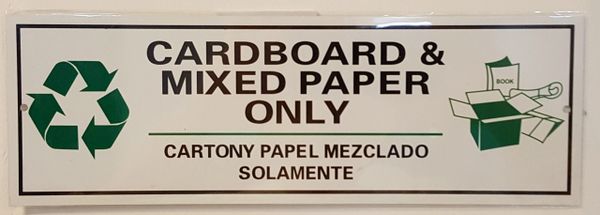 CARDBOARD &
MIXED PAPER
ONLY
BOOK
CARTONY PAPEL MEZCLADO
SOLAMENTE